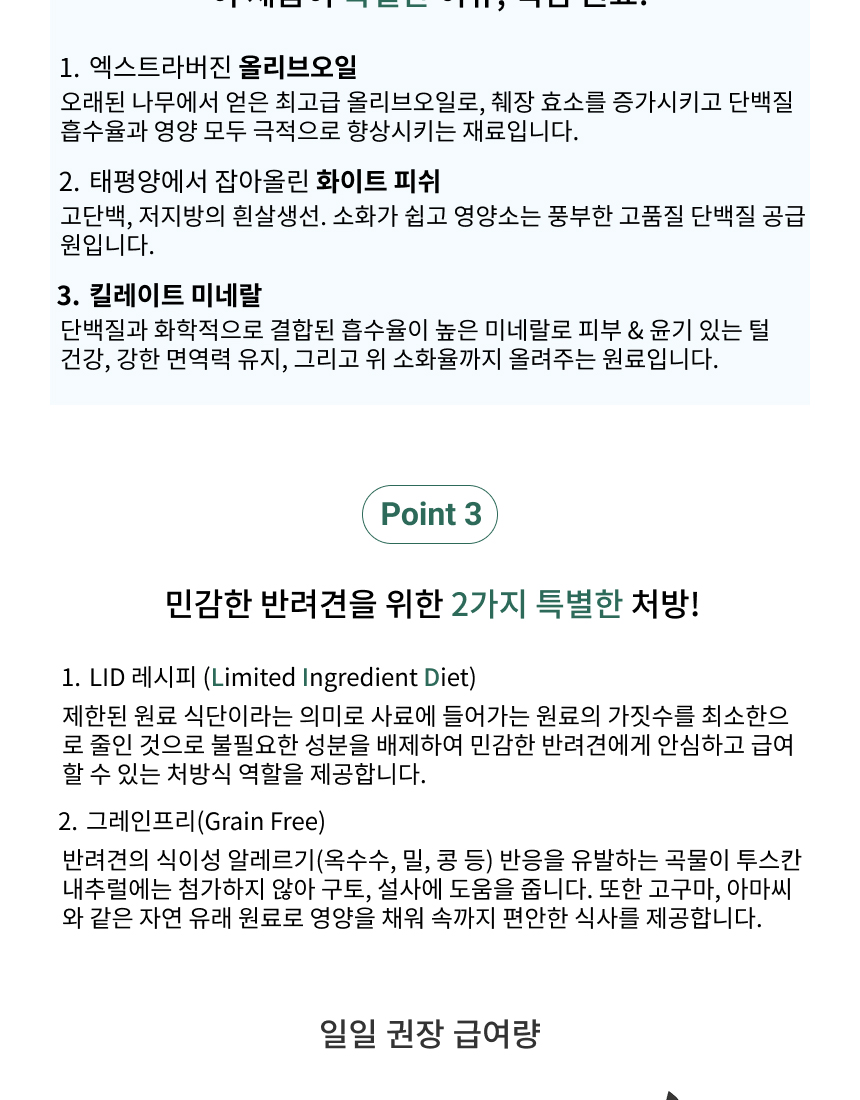 1. 엑스트라버진 올리브오일
오래된 나무에서 얻은 최고급 올리브오일로, 췌장 효소를 증가시키고 단백질
흡수율과 영양 모두 극적으로 향상시키는 재료입니다.
2. 태평양에서 잡아올린 화이트 피쉬
고단백, 저지방의 흰살생선. 소화가 쉽고 영양소는 풍부한 고품질 단백질 공급
원입니다.
3. 킬레이트 미네랄
단백질과 화학적으로 결합된 흡수율이 높은 미네랄로 피부 & 윤기 있는 털
건강, 강한 면역력 유지, 그리고 위 소화율까지 올려주는 원료입니다.
Point 3
민감한 반려견을 위한 2가지 특별한 처방!
1. LID 레시피 (Limited Ingredient Diet)
제한된 원료 식단이라는 의미로 사료에 들어가는 원료의 가짓수를 최소한으
로 줄인 것으로 불필요한 성분을 배제하여 민감한 반려견에게 안심하고 급여
할 수 있는 처방식 역할을 제공합니다.
2. 그레인프리(Grain Free)
반려견의 식이성 알레르기(옥수수, 밀, 콩 등) 반응을 유발하는 곡물이 투스칸
내추럴에는 첨가하지 않아 구토, 설사에 도움을 줍니다. 또한 고구마, 아마씨
와 같은 자연 유래 원료로 영양을 채워 속까지 편안한 식사를 제공합니다.
일일 권장 급여량